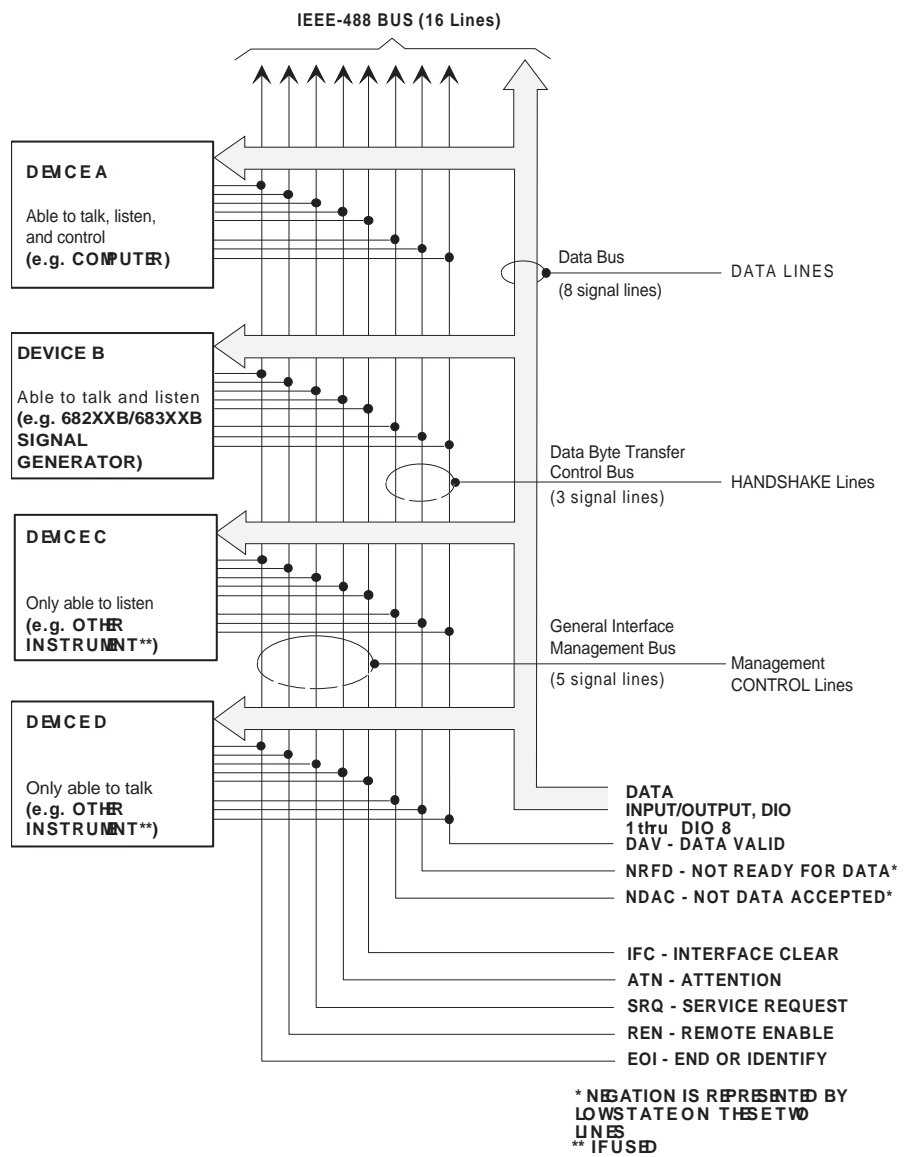 IEEE-488 BUS (16 Lines)
DEVICE A
Able to talk, listen,
and control
(e.g. COMPUTER)
Data Bus
(8 signal lines)
DATA LINES
DEVICE B
Able to talk and listen
(e.g. 682XXB/683XXB
SIGNAL
GENERATOR)
Data Byte Transfer
Control Bus
(3 signal lines)
HANDSHAKE Lines
DEVICE C
Only able to listen
(e.g. OTHER
INSTRUMENT**)
General Interface
Management Bus
(5 signal lines)
Management
CONTROL Lines
DEVICE D
Only able to talk
(e.g. OTHER
INSTRUMENT**)
DATA
INPUT/OUTPUT, DIO
1 thru DIO 8
DAV - DATA VALID
NRFD - NOT READY FOR DATA*
NDAC - NOT DATA ACCEPTED*
IFC - INTERFACE CLEAR
ATN - ATTENTION
SRQ - SERVICE REQUEST
REN - REMOTE ENABLE
EOI - END OR IDENTIFY
* NEGATION IS REPRESENTED BY
LOW STATE ON THESE TWO
LINES
** IF USED